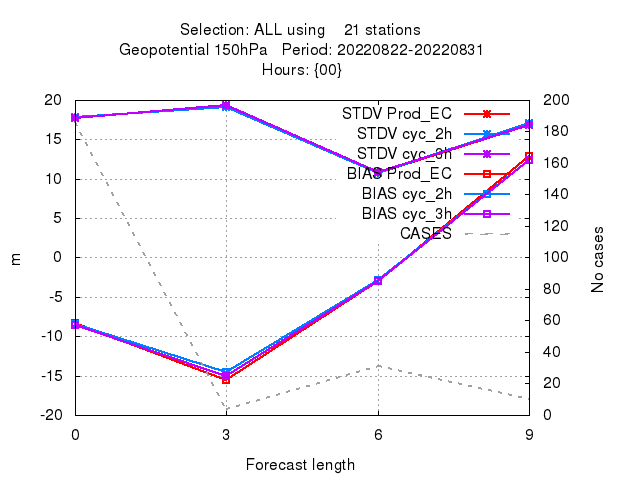 Selection: ALL using    21 stations
Geopotential 150hPa   Period: 20220822-20220831
Hours: {00}
20
15
10
5
0
-5
-10
-15
-20
m
200
180
160
140
120
100
80
60
40
20
0
No cases
STDV Prod_EC
STDV cyc_2h
STDV cyc_3h
BIAS Prod_EC
BIAS cyc_2h
BIAS cyc_3h
CASES
0 3 6 9
Forecast length